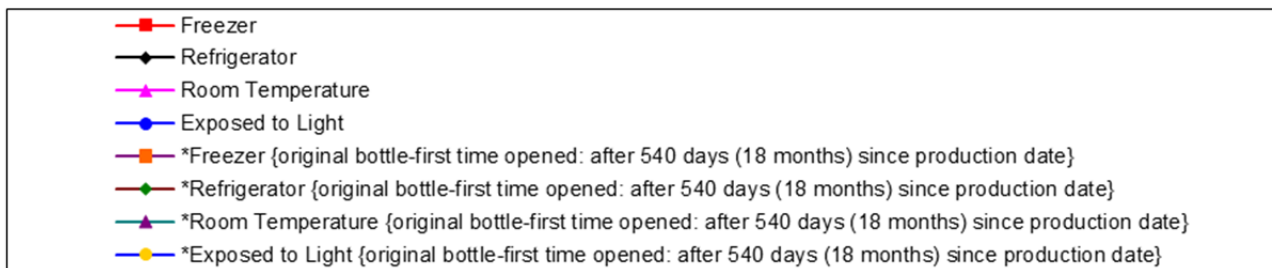 Freezer
Refrigerator
Room Temperature
Exposed to Light
*Freezer {original bottle-first time opened: after 540 days (18 months) since production date}
*Refrigerator {original bottle-first time opened: after 540 days (18 months) since production date}
*Room Temperature {original bottle-first time opened: after 540 days (18 months) since production date}
*Exposed to Light {original bottle-first time opened: after 540 days (18 months) since production date}